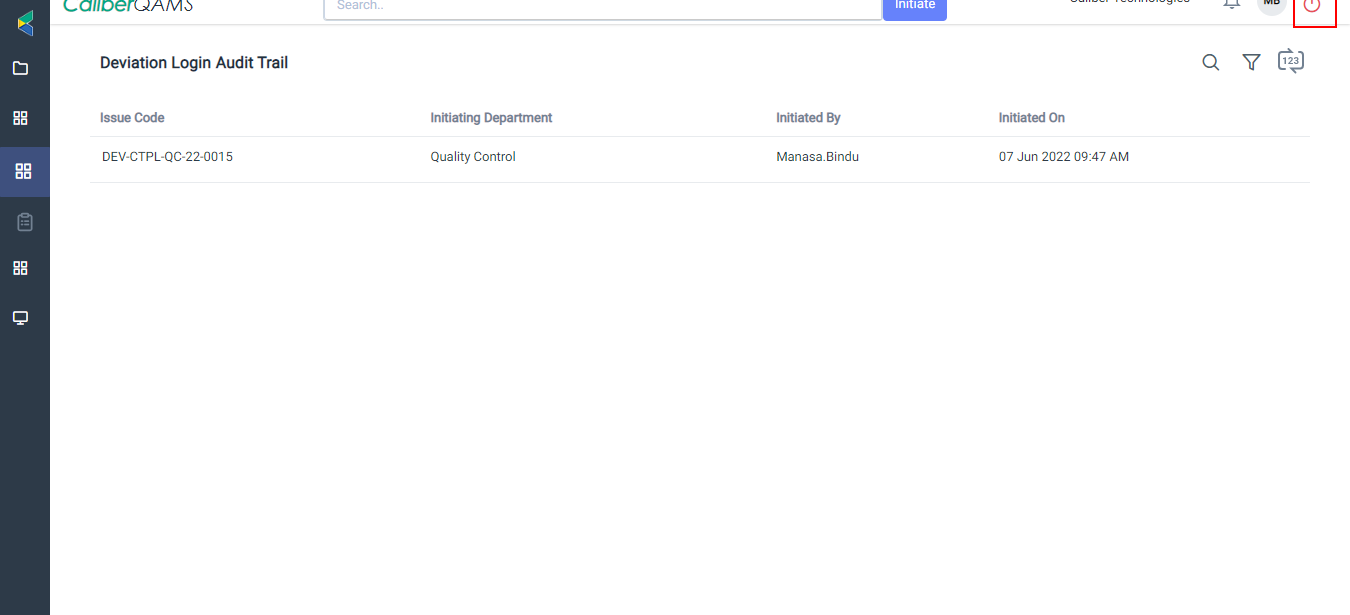 CaliberQAMS
Search..
Initiate
Caliber Technologies
MB
Deviation Login Audit Trail
123
Issue Code
Initiating Department
Initiated By
Initiated On
DEV-CTPL-QC-22-0015
Quality Control
Manasa.Bindu
07 Jun 2022 09:47 AM